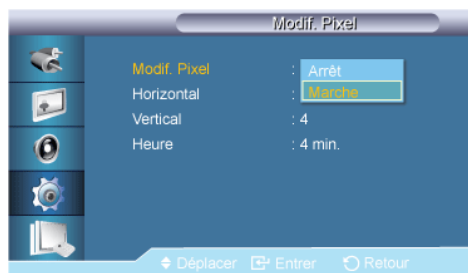 Modif. Pixel
Modif. Pixel : Arrêt
Horizontal : Marche
Vertical : 4
Heure : 4 min.
Déplacer Entrer Retour